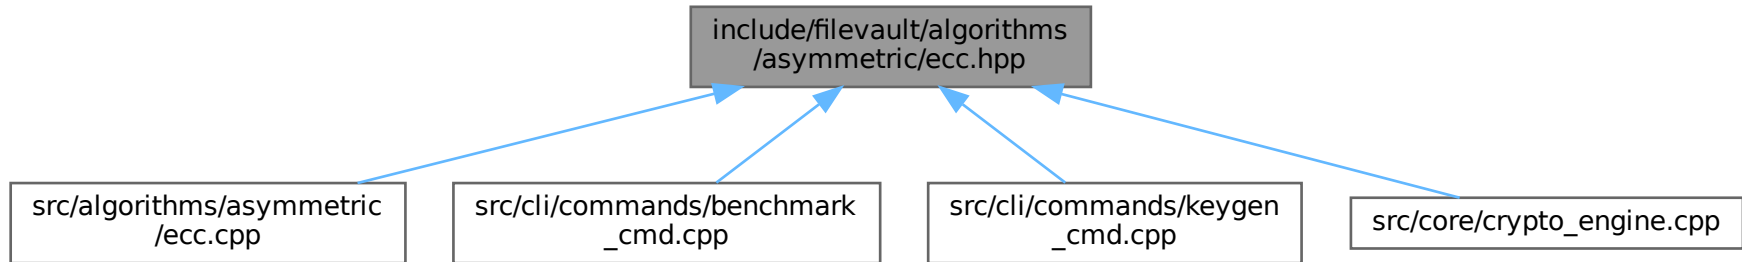 include/filevault/algorithms
/asymmetric/ecc.hpp
src/algorithms/asymmetric
/ecc.cpp
src/cli/commands/benchmark
_cmd.cpp
src/cli/commands/keygen
_cmd.cpp
src/core/crypto_engine.cpp